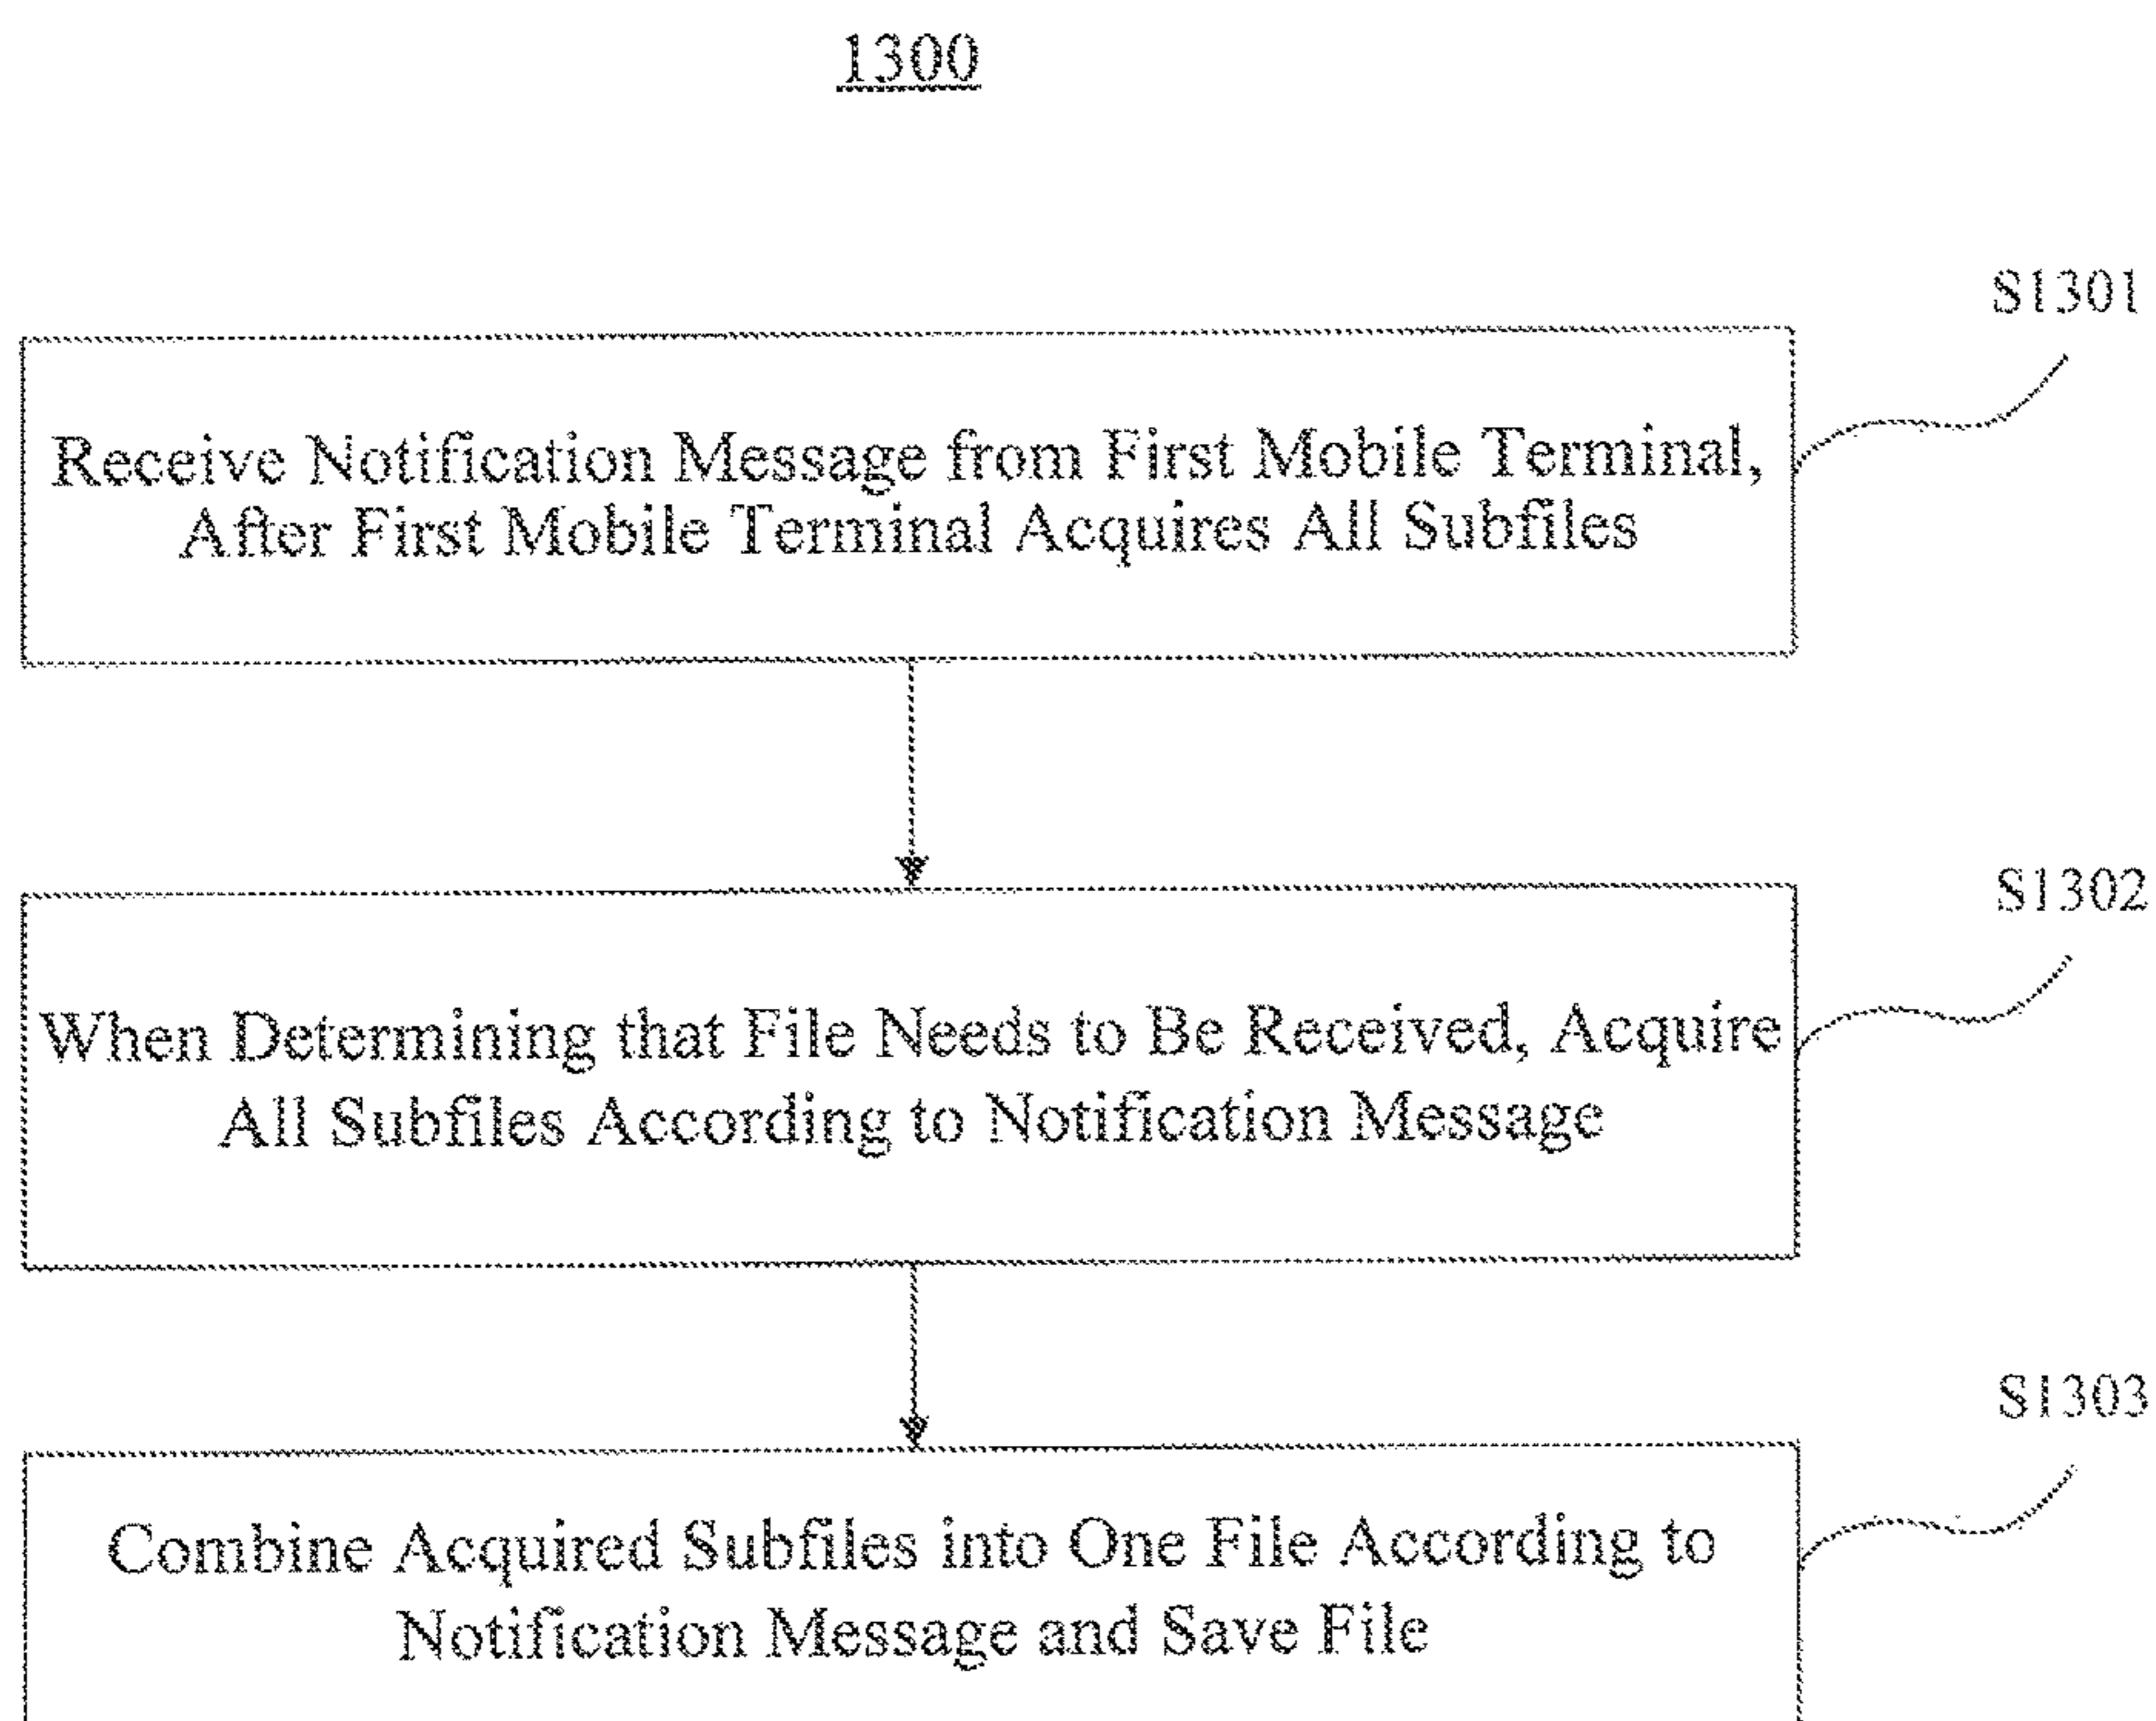 1300
S1301
Receive Notification Message from First Mobile Terminal,
After First Mobile Terminal Acquires All Subfiles
S1302
When Determining that File Needs to Be Received, Acquire
All Subfiles According to Notification Message
S1303
Combine Acquired Subfiles into One File According to
Notification Message and Save File